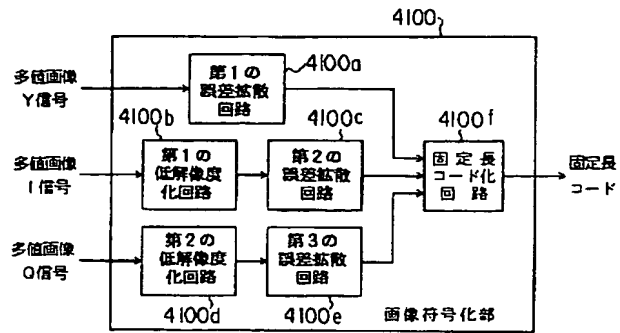 4100
多値画像
Y信号
第1の
誤差拡散
回路
4100a
4100b
4100c
4100f
多値画像
I信号
第1の
低解像度
化回路
第2の
誤差拡散
回路
固定長
コード化
回路
固定長
コード
多値画像
Q信号
第2の
低解像度
化回路
第3の
誤差拡散
回路
4100d
4100e
画像符号化部